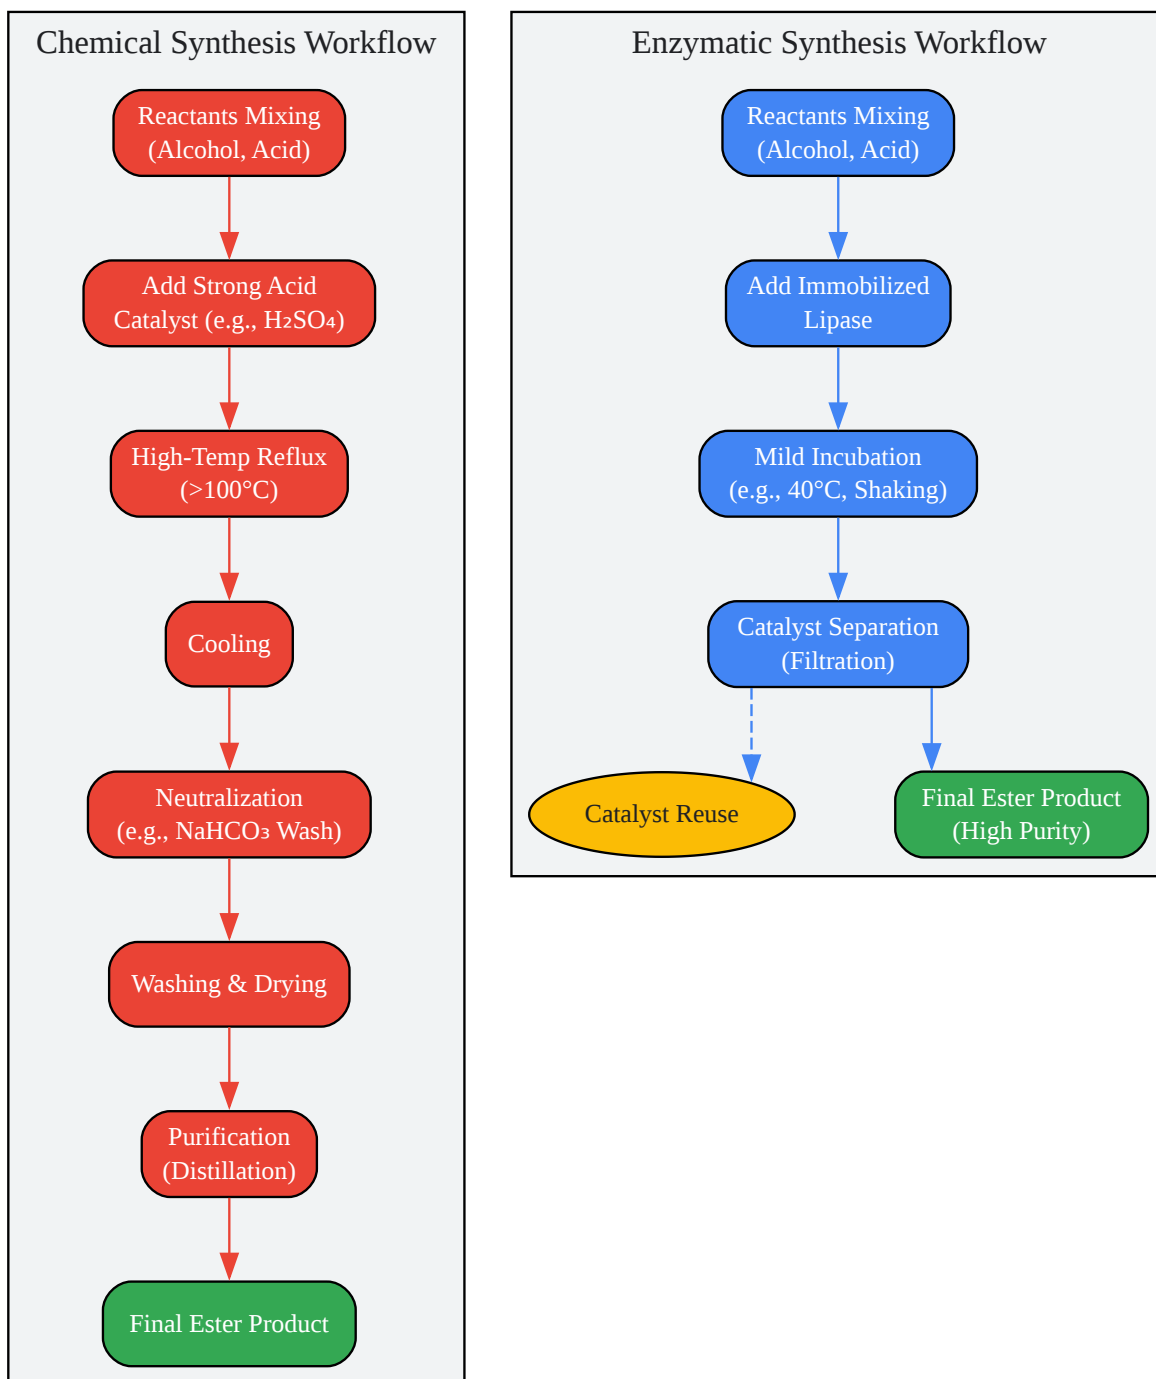 Chemical Synthesis Workflow
Reactants Mixing
(Alcohol, Acid)
Add Strong Acid
Catalyst (e.g., H₂SO₄)
High-Temp Reflux
(>100°C)
Cooling
Neutralization
(e.g., NaHCO₃ Wash)
Washing & Drying
Purification
(Distillation)
Final Ester Product
Enzymatic Synthesis Workflow
Reactants Mixing
(Alcohol, Acid)
Add Immobilized
Lipase
Mild Incubation
(e.g., 40°C, Shaking)
Catalyst Separation
(Filtration)
Catalyst Reuse
Final Ester Product
(High Purity)